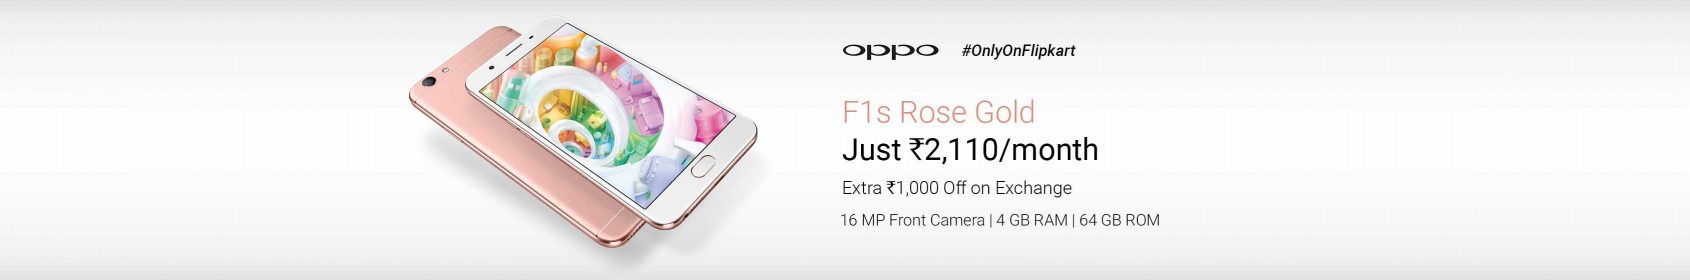 oppo #OnlyOnFlipkart
F1s Rose Gold
Just ₹2,110/month
Extra ₹1,000 Off on Exchange
16 MP Front Camera | 4 GB RAM | 64 GB ROM